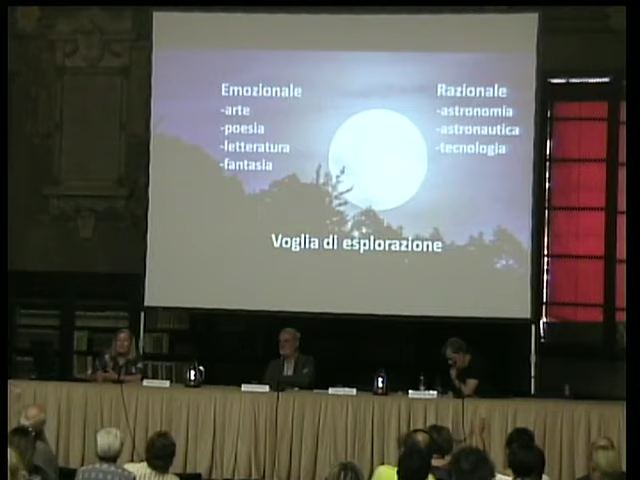 Emozionale
-arte
-poesia
-letteratura
-fantasia
Razionale
-astronomia
-astronautica
-tecnologia
Voglia di esplorazione